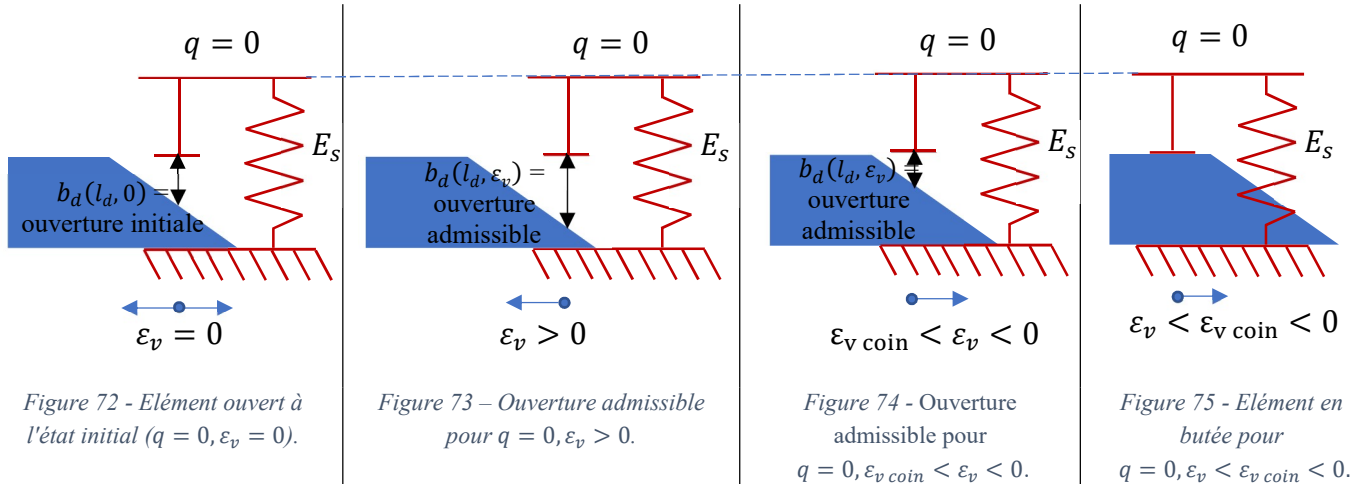 q = 0
E_s
b_d(l_d, 0) =
ouverture initiale
ε_v = 0
Figure 72 - Elément ouvert à
l'état initial (q = 0, ε_v = 0).
q = 0
E_s
b_d(l_d, ε_v) =
ouverture
admissible
ε_v > 0
Figure 73 – Ouverture admissible
pour q = 0, ε_v > 0.
q = 0
E_s
b_d(l_d, ε_v) =
ouverture
admissible
ε_v coin < ε_v < 0
Figure 74 - Ouverture
admissible pour
q = 0, ε_v coin < ε_v < 0.
q = 0
E_s
ε_v < ε_v coin < 0
Figure 75 - Elément en
butée pour
q = 0, ε_v < ε_v coin < 0.